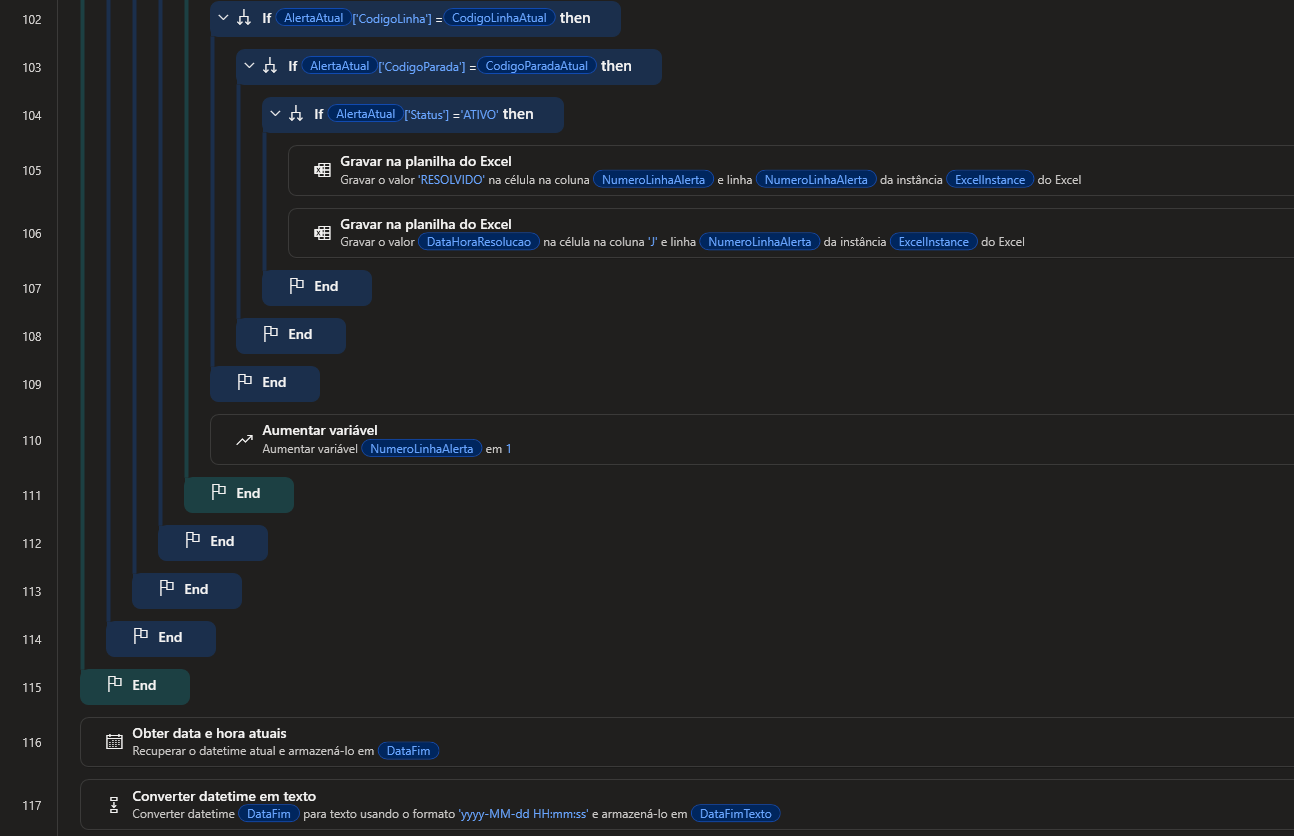 102 If AlertaAtual ['CodigoLinha'] = CodigoLinhaAtual then
103 If AlertaAtual ['CodigoParada'] = CodigoParadaAtual then
104 If AlertaAtual ['Status'] = 'ATIVO' then
Gravar na planilha do Excel
105 Gravar o valor 'RESOLVIDO' na célula na coluna NumeroLinhaAlerta e linha NumeroLinhaAlerta da instância ExcelInstance do Excel
Gravar na planilha do Excel
106 Gravar o valor DataHoraResolucao na célula na coluna 'J' e linha NumeroLinhaAlerta da instância ExcelInstance do Excel
107 End
108 End
109 End
Aumentar variável
110 Aumentar variável NumeroLinhaAlerta em 1
111 End
112 End
113 End
114 End
115 End
Obter data e hora atuais
116 Recuperar o datetime atual e armazená-lo em DataFim
Converter datetime em texto
117 Converter datetime DataFim para texto usando o formato 'yyyy-MM-dd HH:mm:ss' e armazená-lo em DataFimTexto